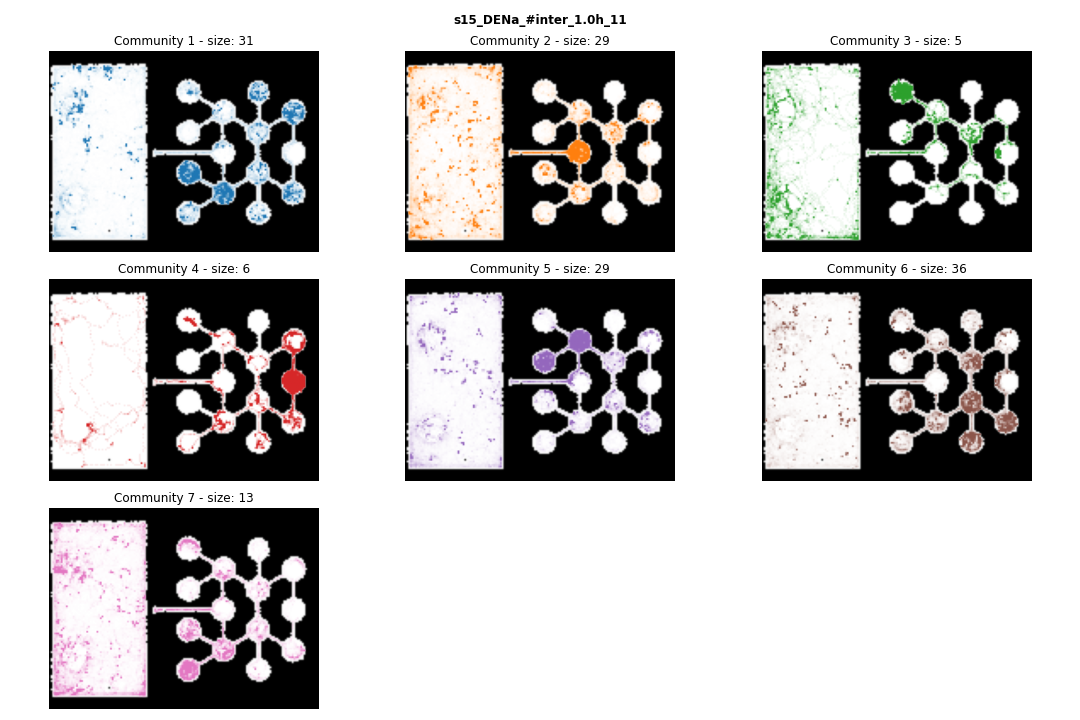 s15_DENa_#inter_1.0h_11
Community 1 - size: 31
Community 2 - size: 29
Community 3 - size: 5
Community 4 - size: 6
Community 5 - size: 29
Community 6 - size: 36
Community 7 - size: 13